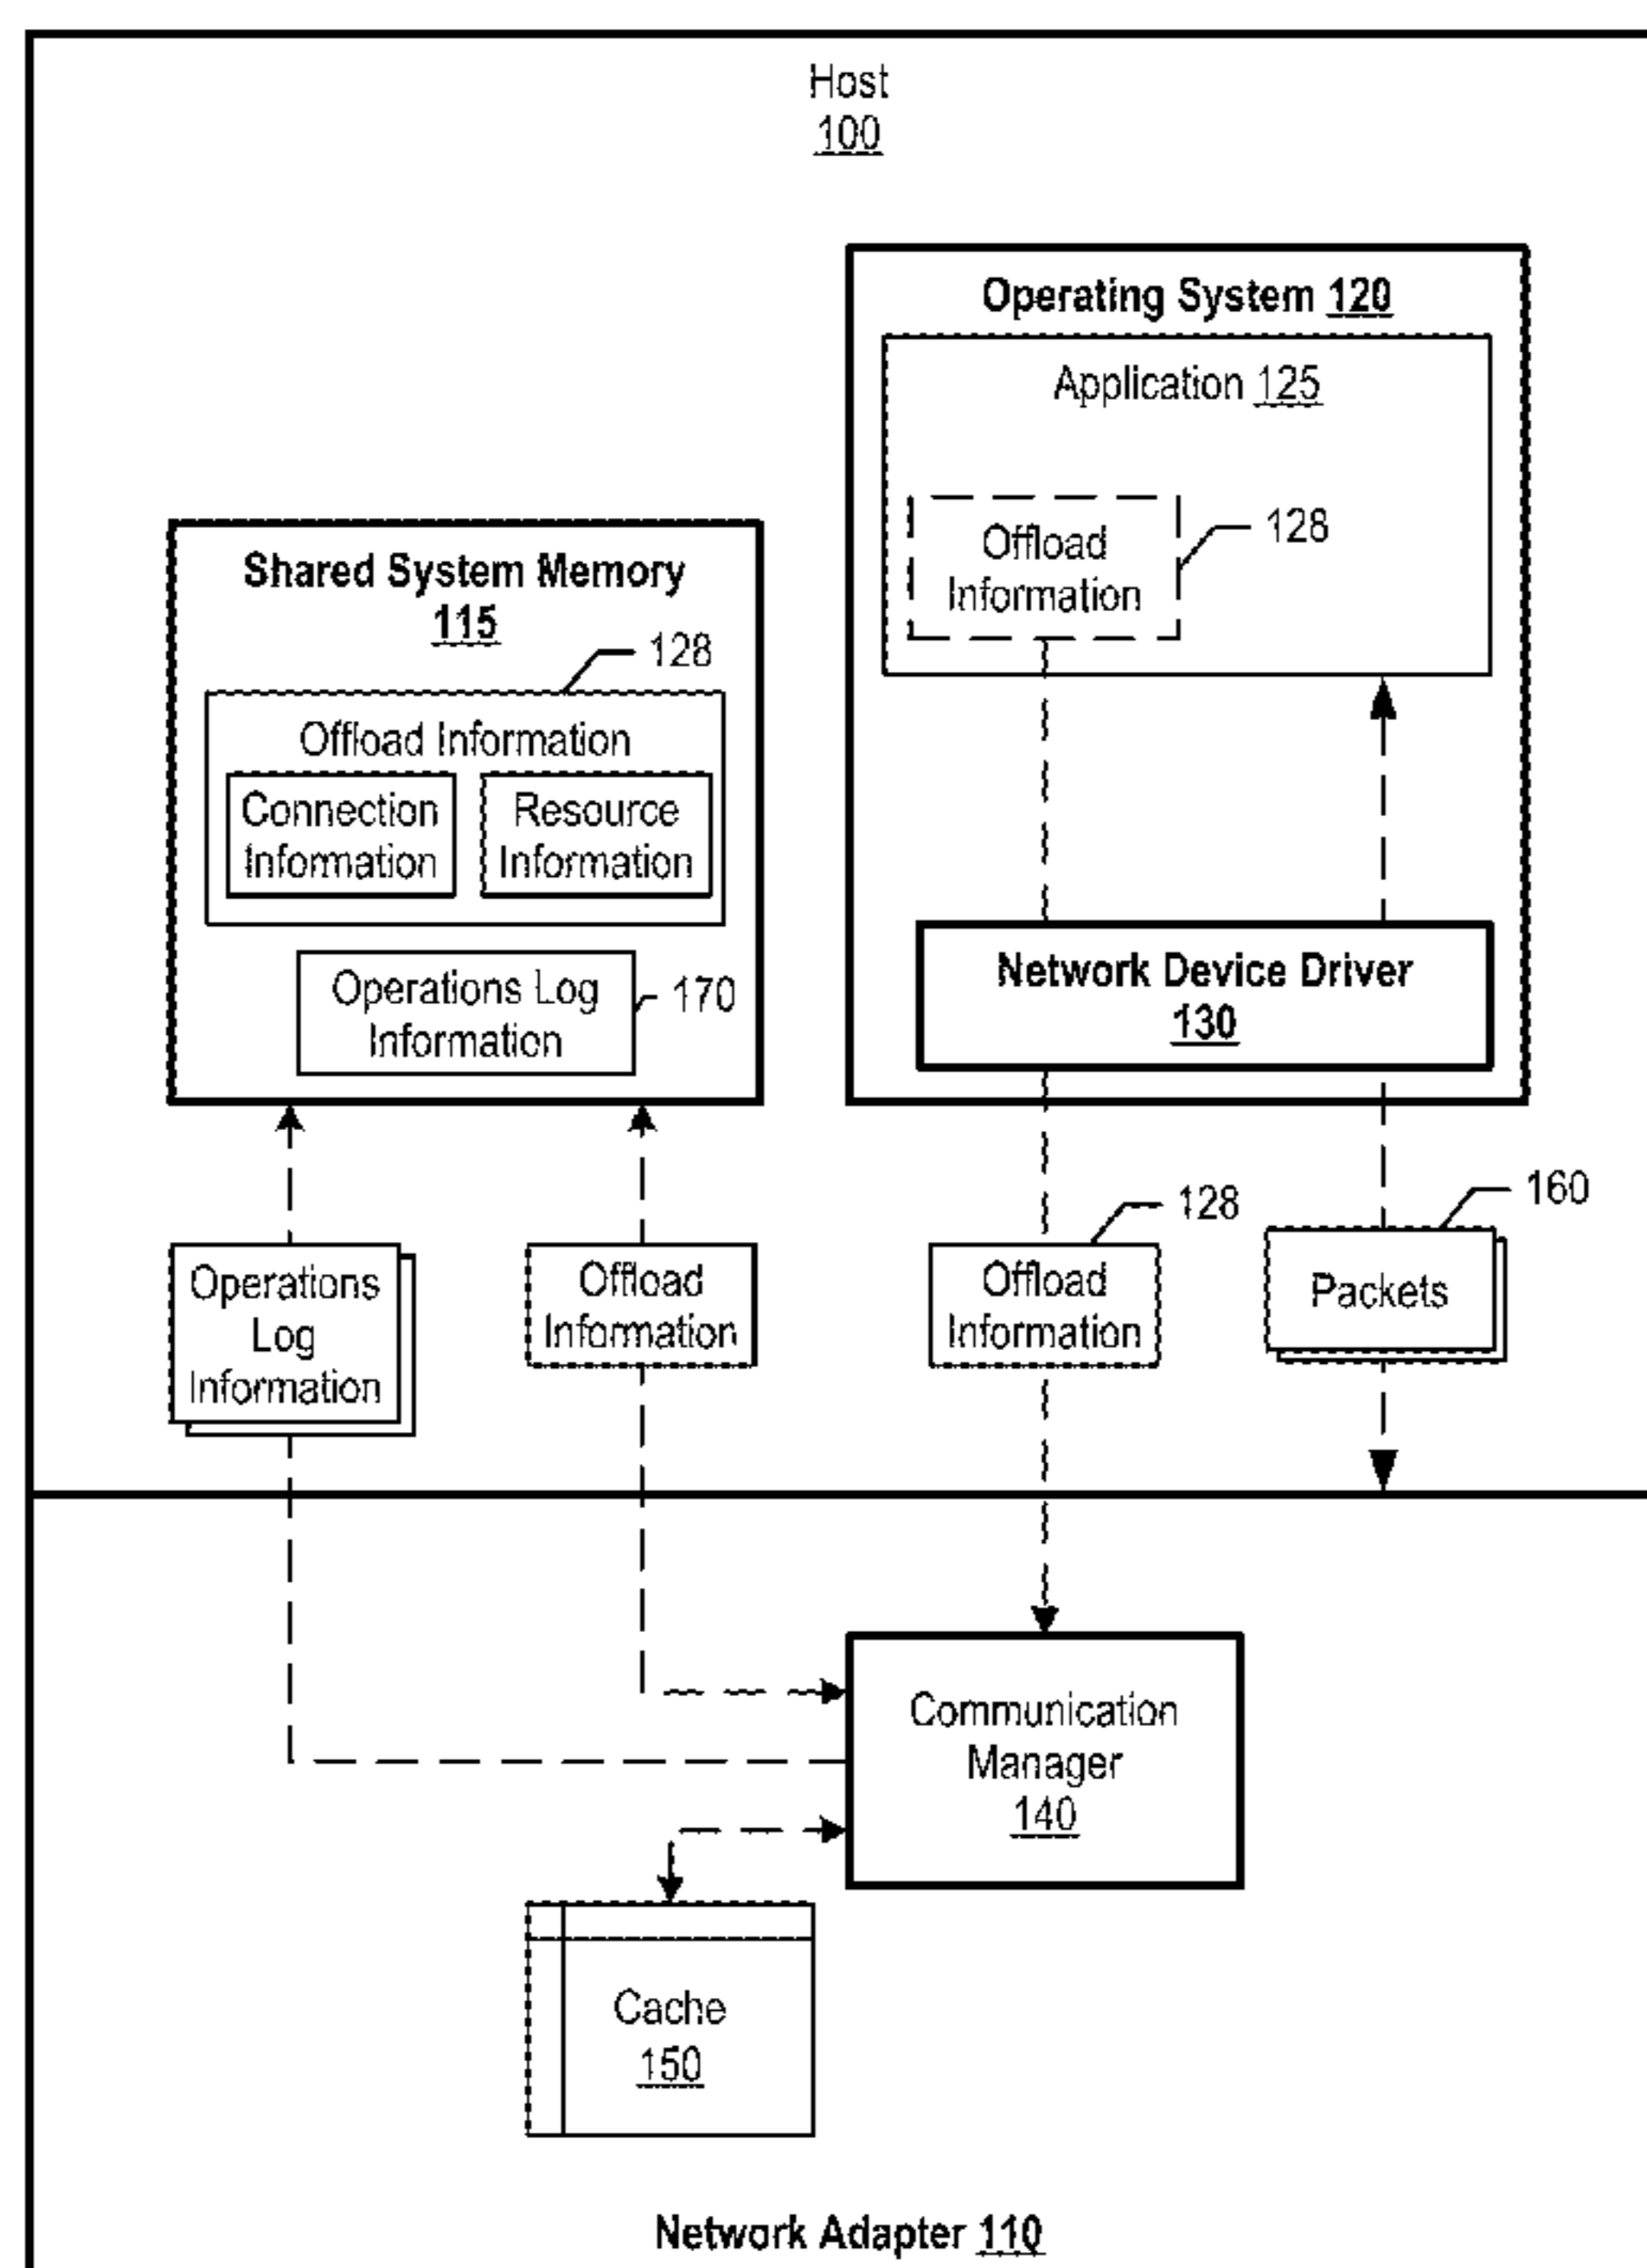 Host
100
Operating System 120
Application 125
Offload
Information
128
Shared System Memory
115
128
Offload Information
Connection
Information
Resource
Information
Operations Log
Information
170
Network Device Driver
130
Operations
Log
Information
Offload
Information
Offload
Information
128
Packets
160
Communication
Manager
140
Cache
150
Network Adapter 110